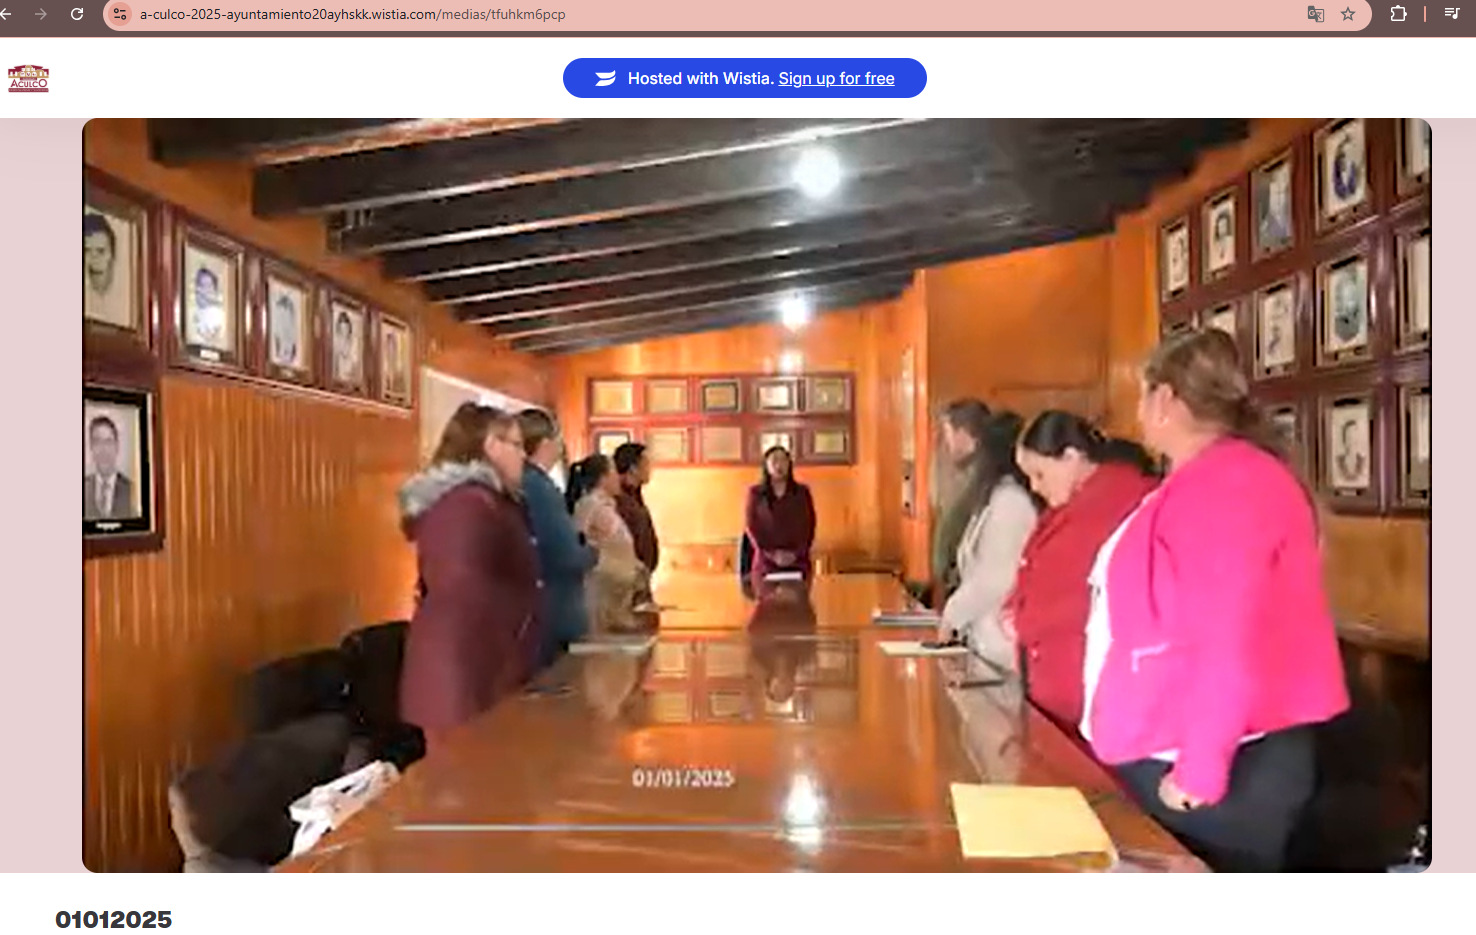 a-culco-2025-ayuntamiento20ayhskk.wistia.com/medias/tfuhkm6pcp
ACULCO
Hosted with Wistia. Sign up for free
01/01/2025
01012025